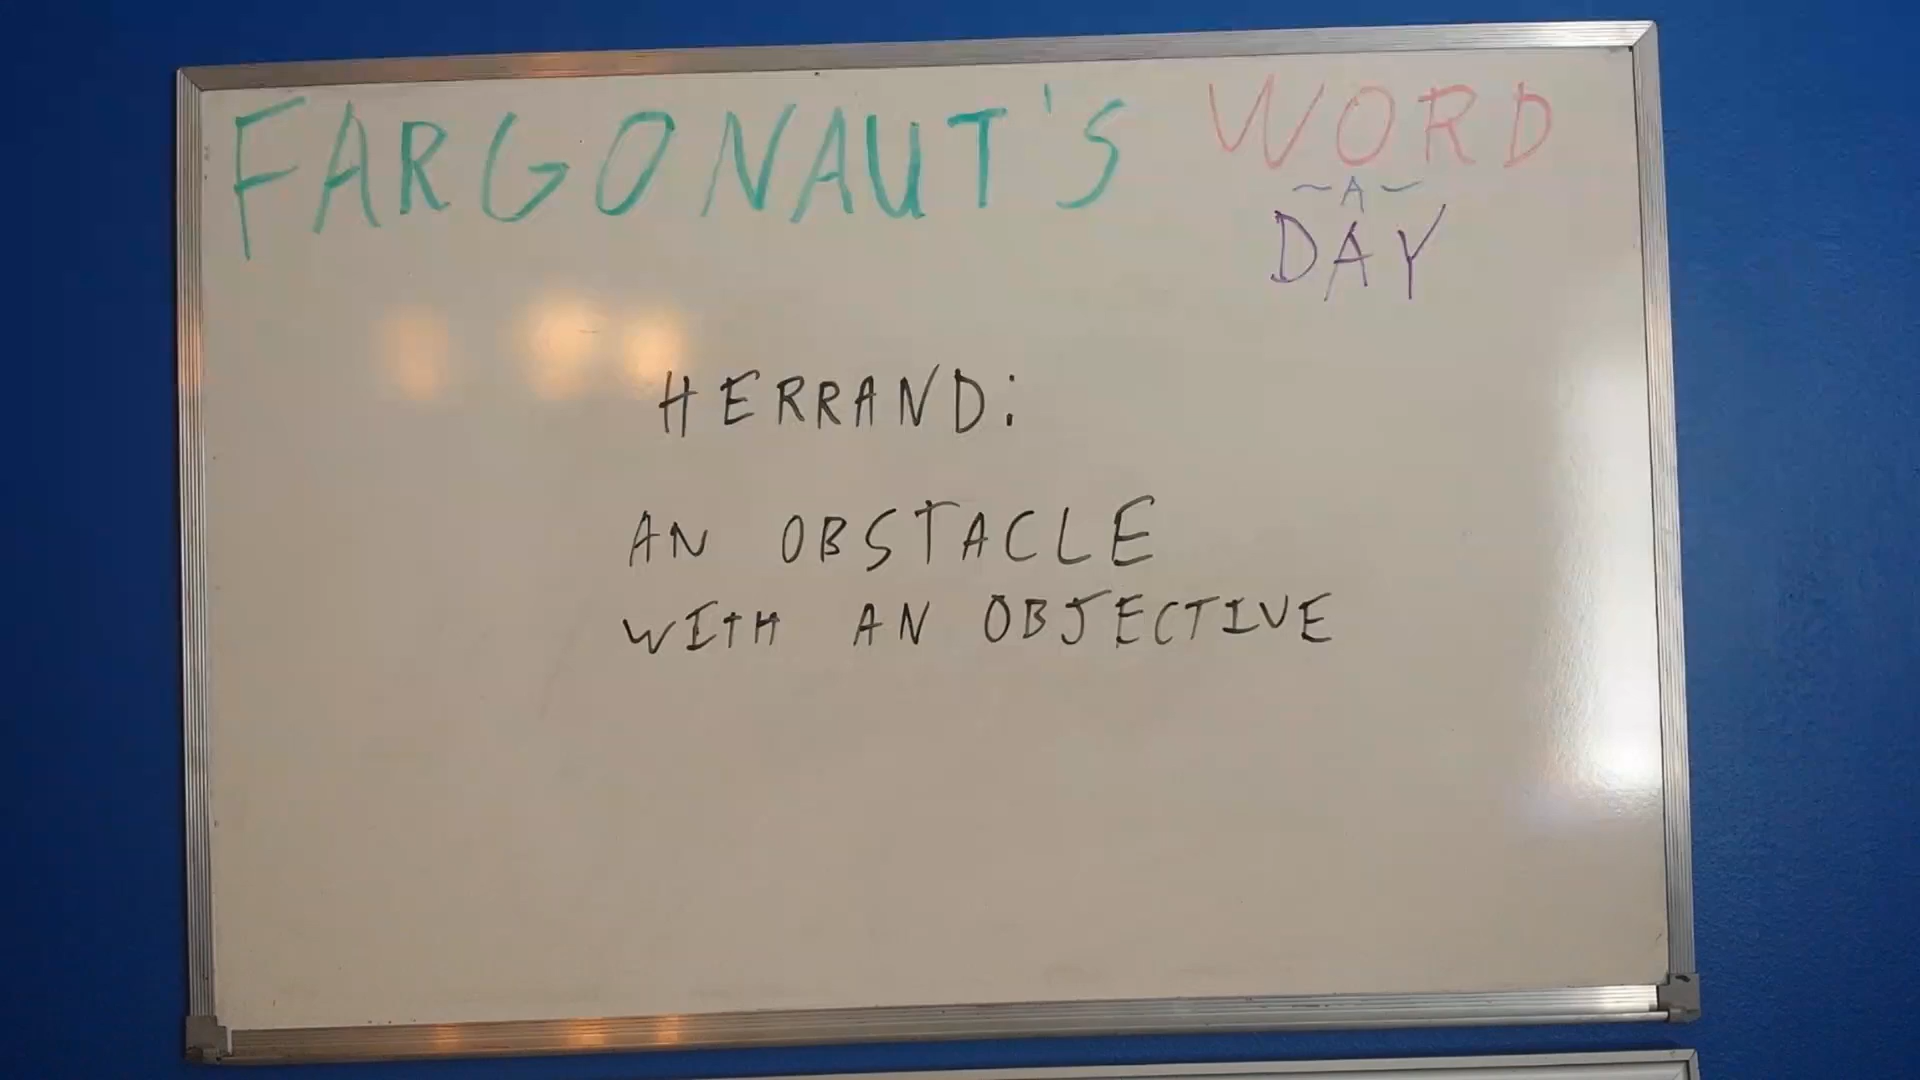 FARGONAUT'S WORD
~A~
DAY
HERRAND:
AN OBSTACLE
WITH AN OBJECTIVE